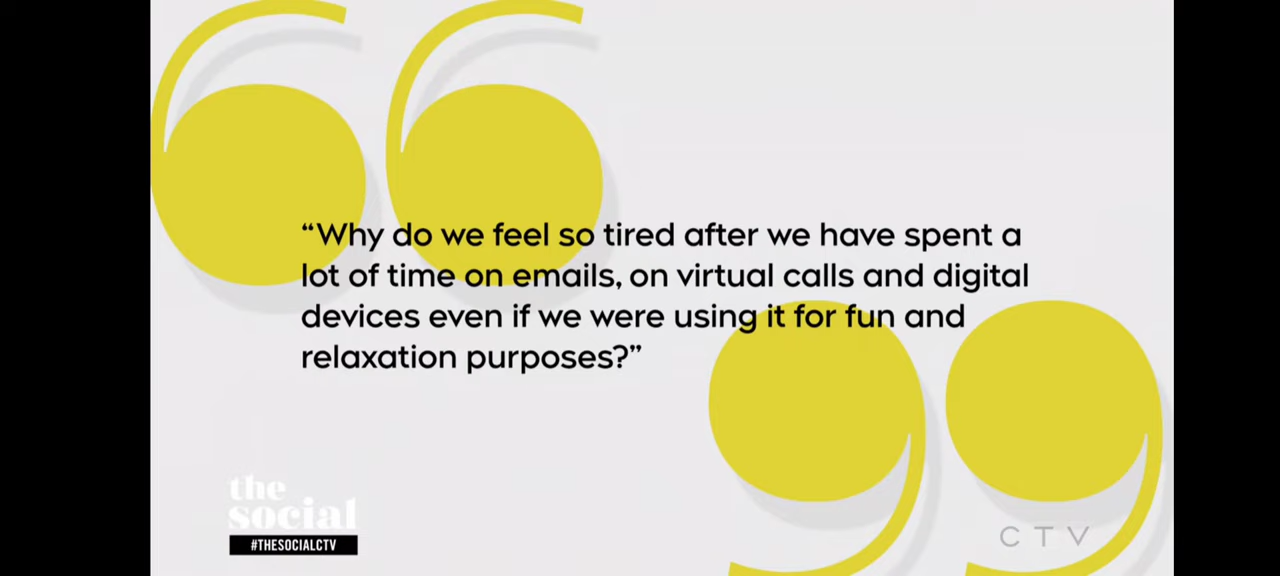 “Why do we feel so tired after we have spent a
lot of time on emails, on virtual calls and digital
devices even if we were using it for fun and
relaxation purposes?”
the
social
#THESOCIALCTV
CTV